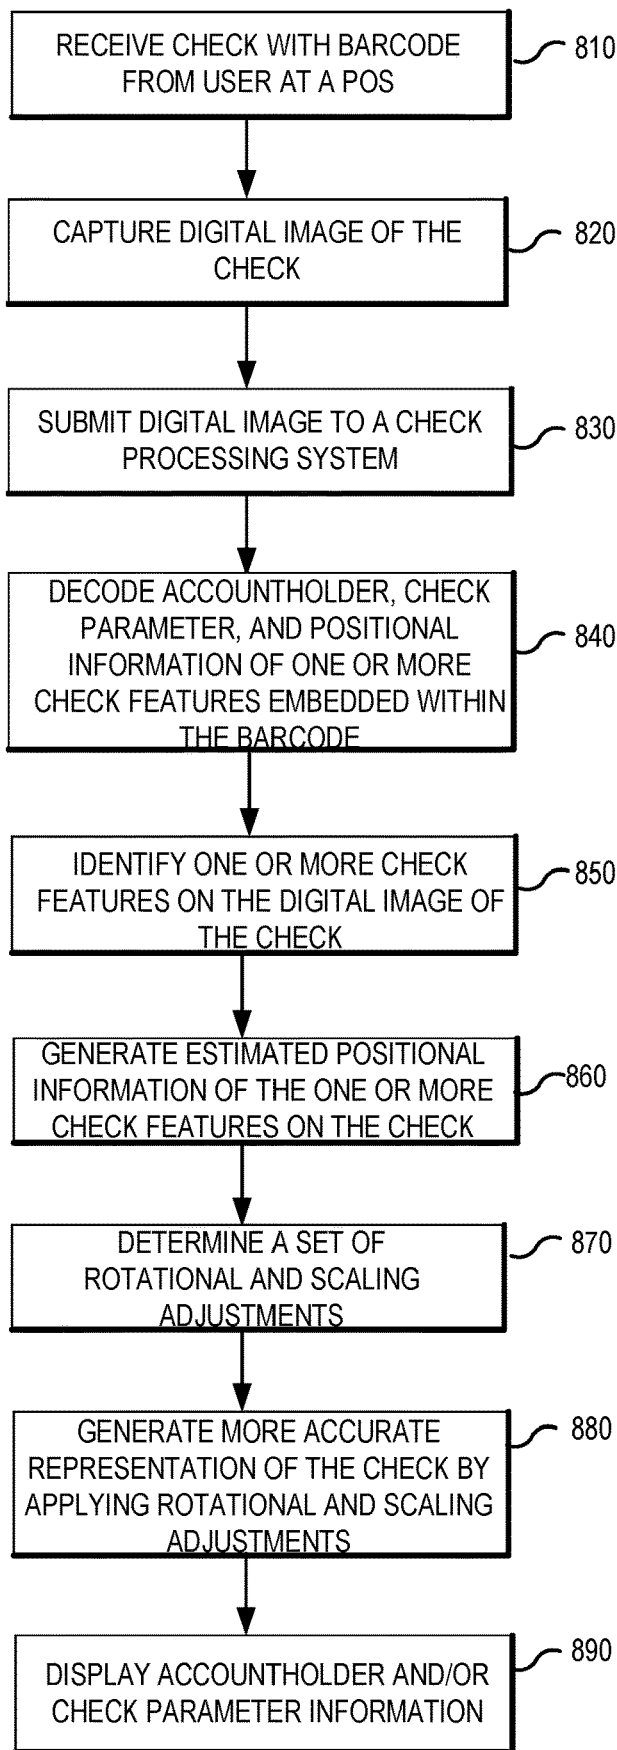 RECEIVE CHECK WITH BARCODE
FROM USER AT A POS
810
CAPTURE DIGITAL IMAGE OF THE
CHECK
820
SUBMIT DIGITAL IMAGE TO A CHECK
PROCESSING SYSTEM
830
DECODE ACCOUNTHOLDER, CHECK
PARAMETER, AND POSITIONAL
INFORMATION OF ONE OR MORE
CHECK FEATURES EMBEDDED WITHIN
THE BARCODE
840
IDENTIFY ONE OR MORE CHECK
FEATURES ON THE DIGITAL IMAGE OF
THE CHECK
850
GENERATE ESTIMATED POSITIONAL
INFORMATION OF THE ONE OR MORE
CHECK FEATURES ON THE CHECK
860
DETERMINE A SET OF
ROTATIONAL AND SCALING
ADJUSTMENTS
870
GENERATE MORE ACCURATE
REPRESENTATION OF THE CHECK BY
APPLYING ROTATIONAL AND SCALING
ADJUSTMENTS
880
DISPLAY ACCOUNTHOLDER AND/OR
CHECK PARAMETER INFORMATION
890